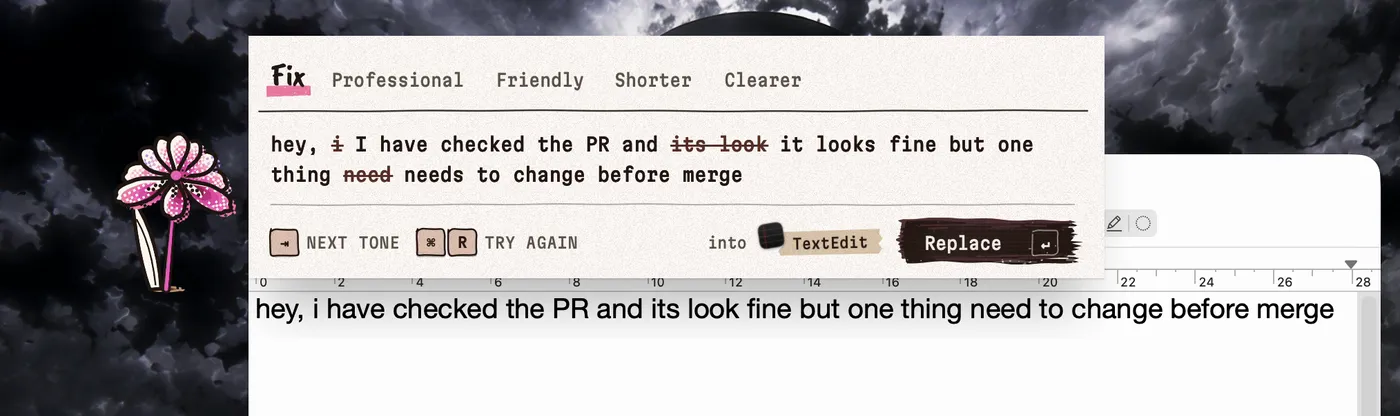 Fix Professional Friendly Shorter Clearer
hey, i I have checked the PR and its look it looks fine but one
thing need needs to change before merge
⇥ NEXT TONE ⌘ R TRY AGAIN into TextEdit Replace ↵
0 2 4 6 8 10 12 14 16 18 20 22 24 26 28
hey, i have checked the PR and its look fine but one thing need to change before merge